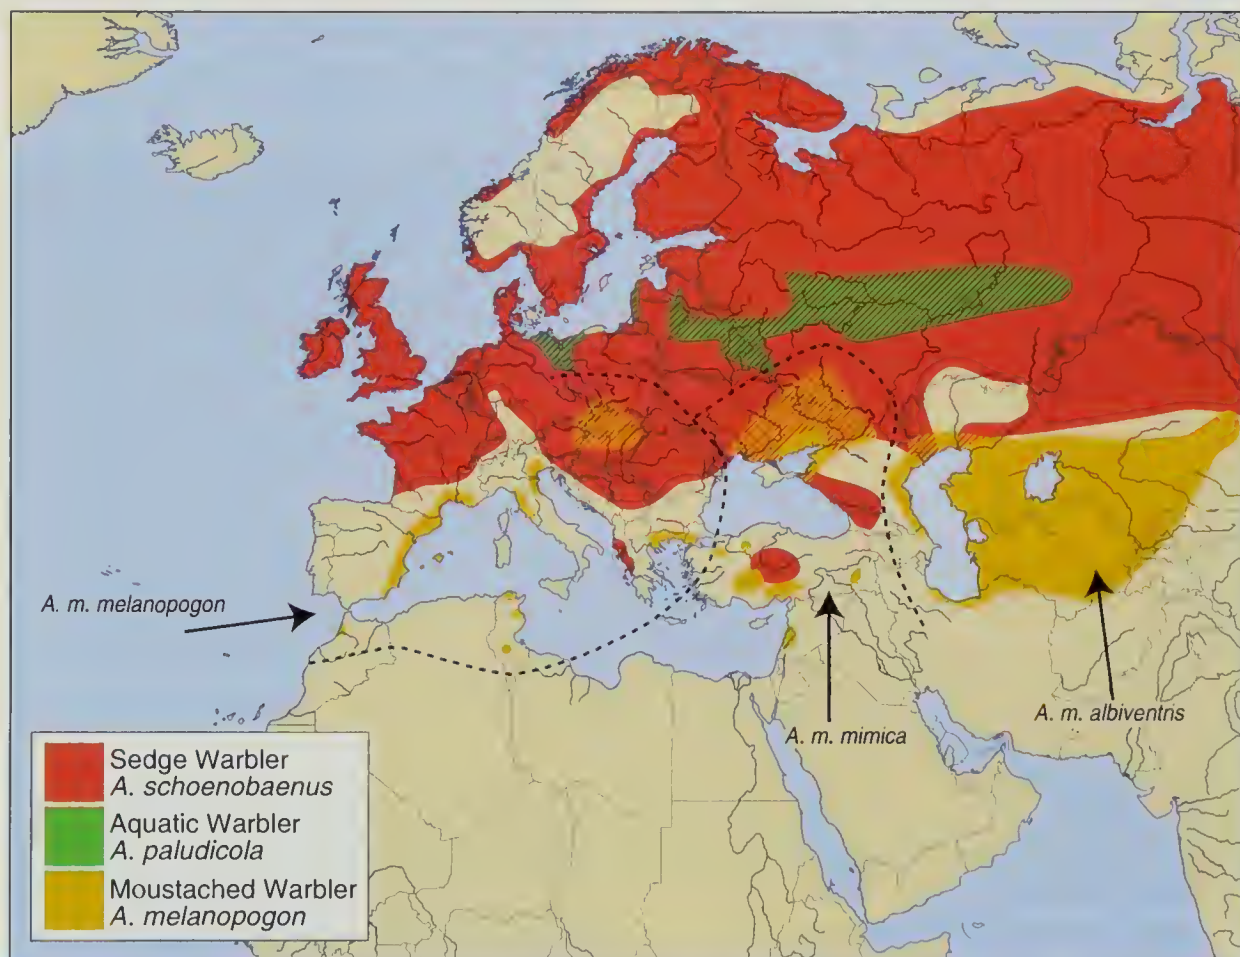 A. m. melanopogon
A. m. albiventris
A. m. mimica
Sedge Warbler
A. schoenobaenus
Aquatic Warbler
A. paludicola
Moustached Warbler
A. melanopogon